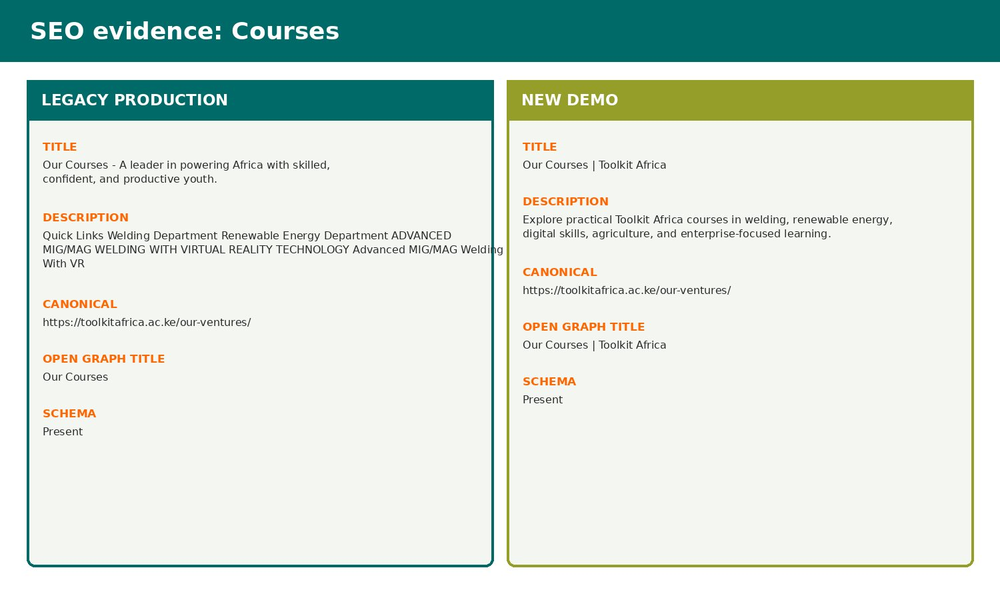 SEO evidence: Courses
LEGACY PRODUCTION
TITLE
Our Courses - A leader in powering Africa with skilled,
confident, and productive youth.
DESCRIPTION
Quick Links Welding Department Renewable Energy Department ADVANCED
MIG/MAG WELDING WITH VIRTUAL REALITY TECHNOLOGY Advanced MIG/MAG Welding
With VR
CANONICAL
https://toolkitafrica.ac.ke/our-ventures/
OPEN GRAPH TITLE
Our Courses
SCHEMA
Present
NEW DEMO
TITLE
Our Courses | Toolkit Africa
DESCRIPTION
Explore practical Toolkit Africa courses in welding, renewable energy,
digital skills, agriculture, and enterprise-focused learning.
CANONICAL
https://toolkitafrica.ac.ke/our-ventures/
OPEN GRAPH TITLE
Our Courses | Toolkit Africa
SCHEMA
Present